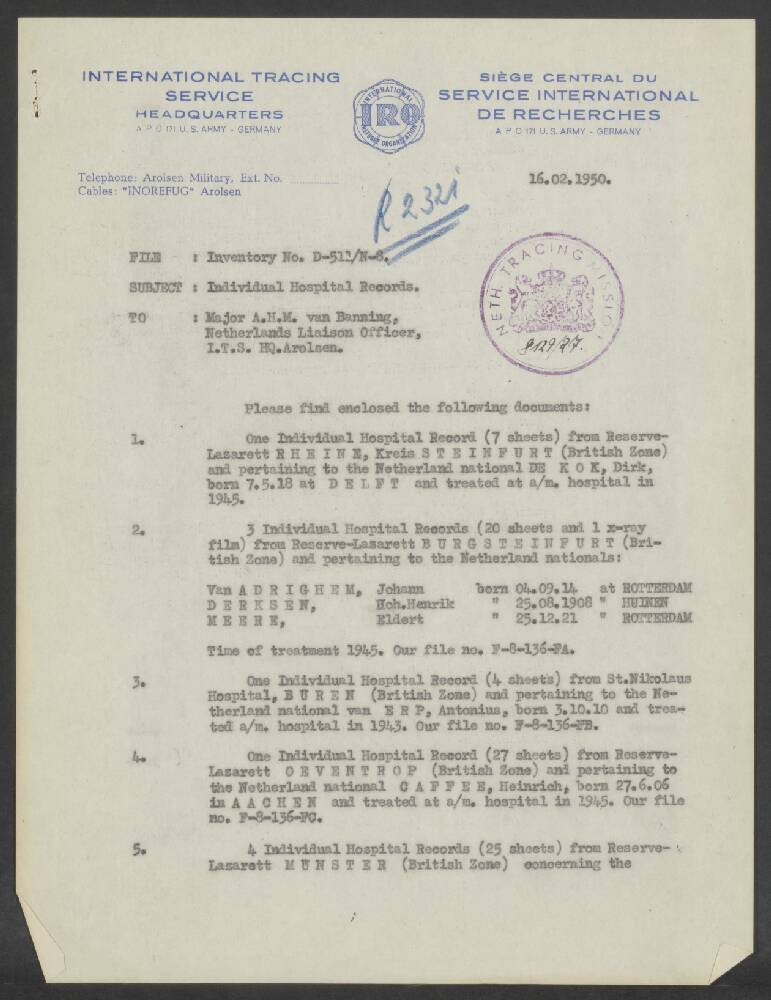 INTERNATIONAL TRACING
SERVICE
HEADQUARTERS
A P O 171 U. S. ARMY - GERMANY
INTERNATIONAL
IRO
REFUGEE ORGANIZATION
SIÈGE CENTRAL DU
SERVICE INTERNATIONAL
DE RECHERCHES
A P O 171 U. S. ARMY - GERMANY
Telephone: Arolsen Military, Ext. No.
Cables: "INOREFUG" Arolsen
16.02.1950.
R 2321
FILE : Inventory No. D-511/N-8.
SUBJECT : Individual Hospital Records.
TO : Major A.H.M. van Banning,
Netherlands Liaison Officer,
I.T.S. HQ.Arolsen.
NETH. TRACING MISSION
8129/27.
Please find enclosed the following documents:
1. One Individual Hospital Record (7 sheets) from Reserve-
Lazarett R H E I N E, Kreis S T E I N F U R T (British Zone)
and pertaining to the Netherland national DE K O K, Dirk,
born 7.5.18 at D E L F T and treated at a/m. hospital in
1945.
2. 3 Individual Hospital Records (20 sheets and 1 x-ray
film) from Reserve-Lazarett B U R G S T E I N F U R T (Bri-
tish Zone) and pertaining to the Netherland nationals:
Van A D R I G H E M, Johann born 04.09.14 at ROTTERDAM
D E R K S E N, Hoh.Henrik " 25.08.1908 " HUINEN
M E E R E, Eldert " 25.12.21 " ROTTERDAM
Time of treatment 1945. Our file no. F-8-136-FA.
3. One Individual Hospital Record (4 sheets) from St.Nikolaus
Hospital, B U R E N (British Zone) and pertaining to the Ne-
therland national van E R P, Antonius, born 3.10.10 and trea-
ted a/m. hospital in 1943. Our file no. F-8-136-FB.
4. One Individual Hospital Record (27 sheets) from Reserve-
Lazarett O E V E N T R O P (British Zone) and pertaining to
the Netherland national C A F F E E, Heinrich, born 27.6.06
in A A C H E N and treated at a/m. hospital in 1945. Our file
no. F-8-136-FC.
5. 4 Individual Hospital Records (25 sheets) from Reserve-
Lazarett M U N S T E R (British Zone) concerning the